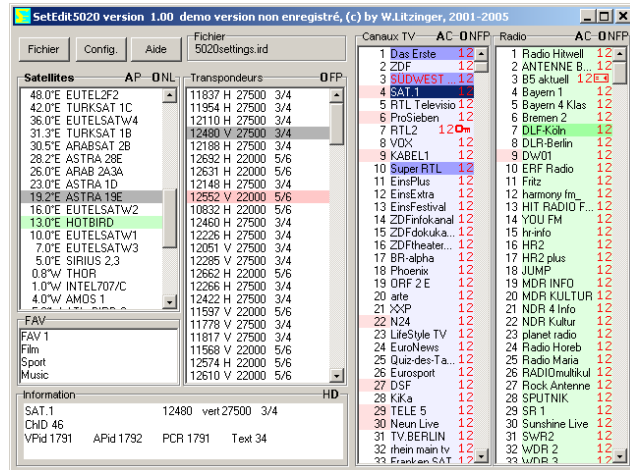 SetEdit5020 version 1.00 demo version non enregistré, (c) by W.Litzinger, 2001-2005
Fichier
Config.
Aide
Fichier
5020settings.ird
Satellites AP ONL
48.0°E EUTEL2F2
42.0°E TURKSAT 1C
36.0°E EUTELSATW4
31.3°E TURKSAT 1B
30.5°E ARABSAT 2B
28.2°E ASTRA 28E
26.0°E ARAB 2A3A
23.0°E ASTRA 1D
19.2°E ASTRA 19E
16.0°E EUTELSATW2
13.0°E HOTBIRD
10.0°E EUTELSATW1
7.0°E EUTELSATW3
5.0°E SIRIUS 2,3
0.8°W THOR
1.0°W INTEL707/C
4.0°W AMOS 1
Transpondeurs OFP
11837 H 27500 3/4
11954 H 27500 3/4
12110 H 27500 3/4
12480 V 27500 3/4
12188 H 27500 3/4
12692 H 22000 5/6
12631 H 22000 5/6
12148 H 27500 3/4
12552 V 22000 5/6
10832 H 22000 5/6
12460 H 27500 3/4
12226 H 27500 3/4
12051 V 27500 3/4
12285 V 27500 3/4
12662 H 22000 5/6
12266 H 27500 3/4
12422 H 27500 3/4
11597 V 22000 5/6
11778 V 27500 3/4
11817 V 27500 3/4
11568 V 22000 5/6
12574 H 22000 5/6
12610 V 22000 5/6
FAV
FAV 1
Film
Sport
Music
Information HD
SAT.1 12480 vert 27500 3/4
ChID 46
VPid 1791 APid 1792 PCR 1791 Text 34
Canaux TV AC ONFP
1 Das Erste 12
2 ZDF 12
3 SÜDWEST ... 12
4 SAT.1 12
5 RTL Televisio 12
6 ProSieben 12
7 RTL2 12
8 VOX 12
9 KABEL1 12
10 Super RTL 12
11 EinsPlus 12
12 EinsExtra 12
13 EinsFestival 12
14 ZDFinfokanal 12
15 ZDFdokuka... 12
16 ZDFtheater... 12
17 BR-alpha 12
18 Phoenix 12
19 ORF 2 E 12
20 arte 12
21 XXP 12
22 N24 12
23 LifeStyle TV 12
24 EuroNews 12
25 Quiz-des-Ta... 12
26 Eurosport 12
27 DSF 12
28 KiKa 12
29 TELE 5 12
30 Neun Live 12
31 TV.BERLIN 12
32 rhein main tv 12
33 Franken SAT 12
Radio AC ONFP
1 Radio Hitwell 12
2 ANTENNE B... 12
3 B5 aktuell 12
4 Bayern 1 12
5 Bayern 4 Klas 12
6 Bremen 2 12
7 DLF-Köln 12
8 DLR-Berlin 12
9 DW01 12
10 ERF Radio 12
11 Fritz 12
12 harmony fm_ 12
13 HIT RADIO F... 12
14 YOU FM 12
15 hr-info 12
16 HR2 12
17 HR2 plus 12
18 JUMP 12
19 MDR INFO 12
20 MDR KULTUR 12
21 NDR 4 Info 12
22 NDR Kultur 12
23 planet radio 12
24 Radio Horeb 12
25 Radio Maria 12
26 RADIOmultikul 12
27 Rock Antenne 12
28 SPUTNIK 12
29 SR 1 12
30 Sunshine Live 12
31 SWR2 12
32 WDR 2 12
33 WDR 3 12